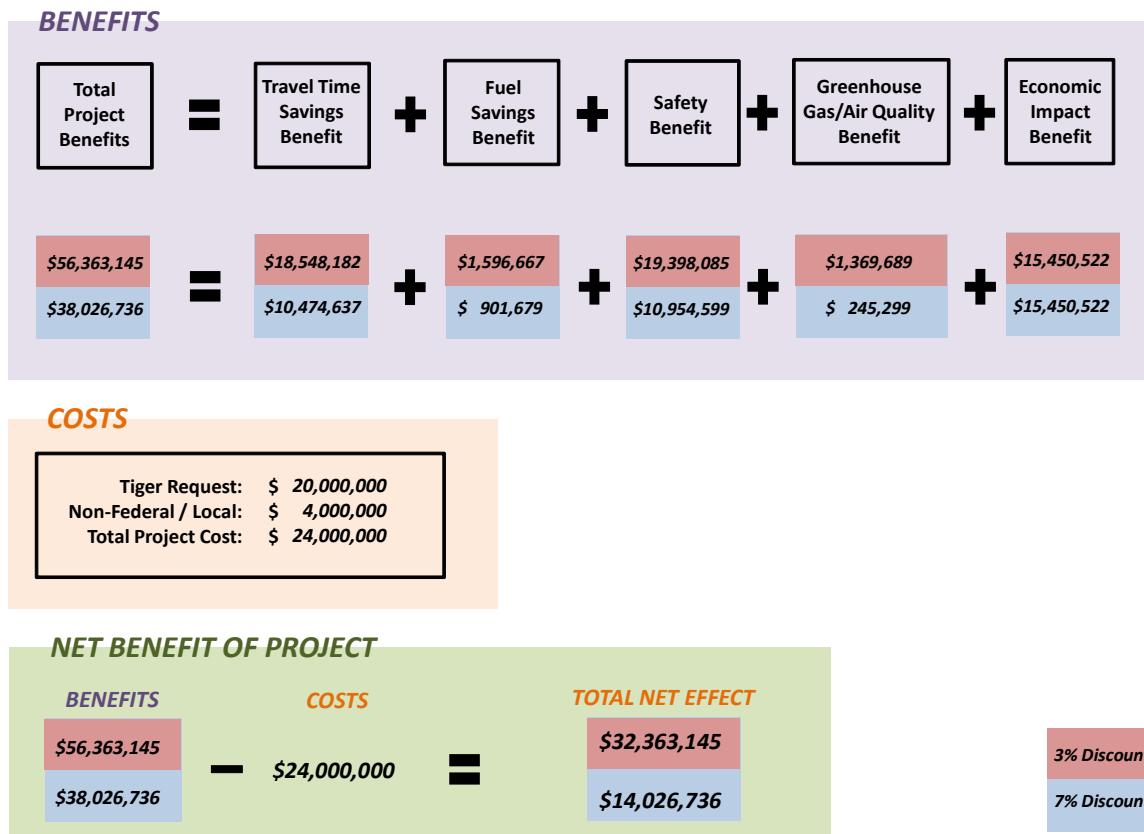 BENEFITS
Total
Project
Benefits
=
Travel Time
Savings
Benefit
+
Fuel
Savings
Benefit
+
Safety
Benefit
+
Greenhouse
Gas/Air Quality
Benefit
+
Economic
Impact
Benefit
$56,363,145
$38,026,736
=
$18,548,182
$10,474,637
+
$1,596,667
$ 901,679
+
$19,398,085
$10,954,599
+
$1,369,689
$ 245,299
+
$15,450,522
$15,450,522
COSTS
Tiger Request: $ 20,000,000
Non-Federal / Local: $ 4,000,000
Total Project Cost: $ 24,000,000
NET BENEFIT OF PROJECT
BENEFITS
$56,363,145
$38,026,736
−
COSTS
$24,000,000
=
TOTAL NET EFFECT
$32,363,145
$14,026,736
3% Discoun
7% Discoun